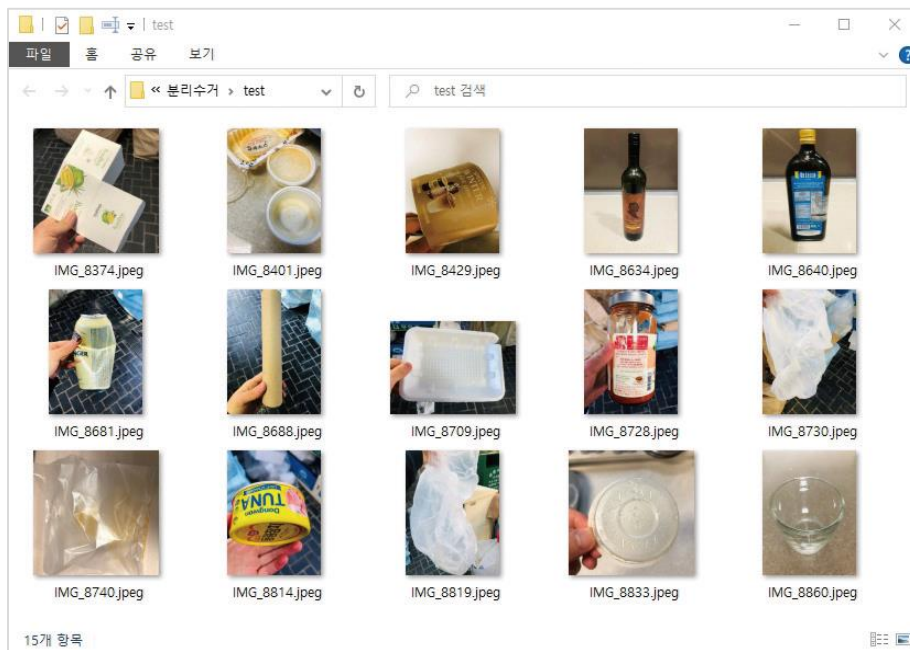 test
파일 홈 공유 보기
« 분리수거 › test
test 검색
IMG_8374.jpeg IMG_8401.jpeg IMG_8429.jpeg IMG_8634.jpeg IMG_8640.jpeg
IMG_8681.jpeg IMG_8688.jpeg IMG_8709.jpeg IMG_8728.jpeg IMG_8730.jpeg
Dongwon
TUNA
IMG_8740.jpeg IMG_8814.jpeg IMG_8819.jpeg IMG_8833.jpeg IMG_8860.jpeg
15개 항목